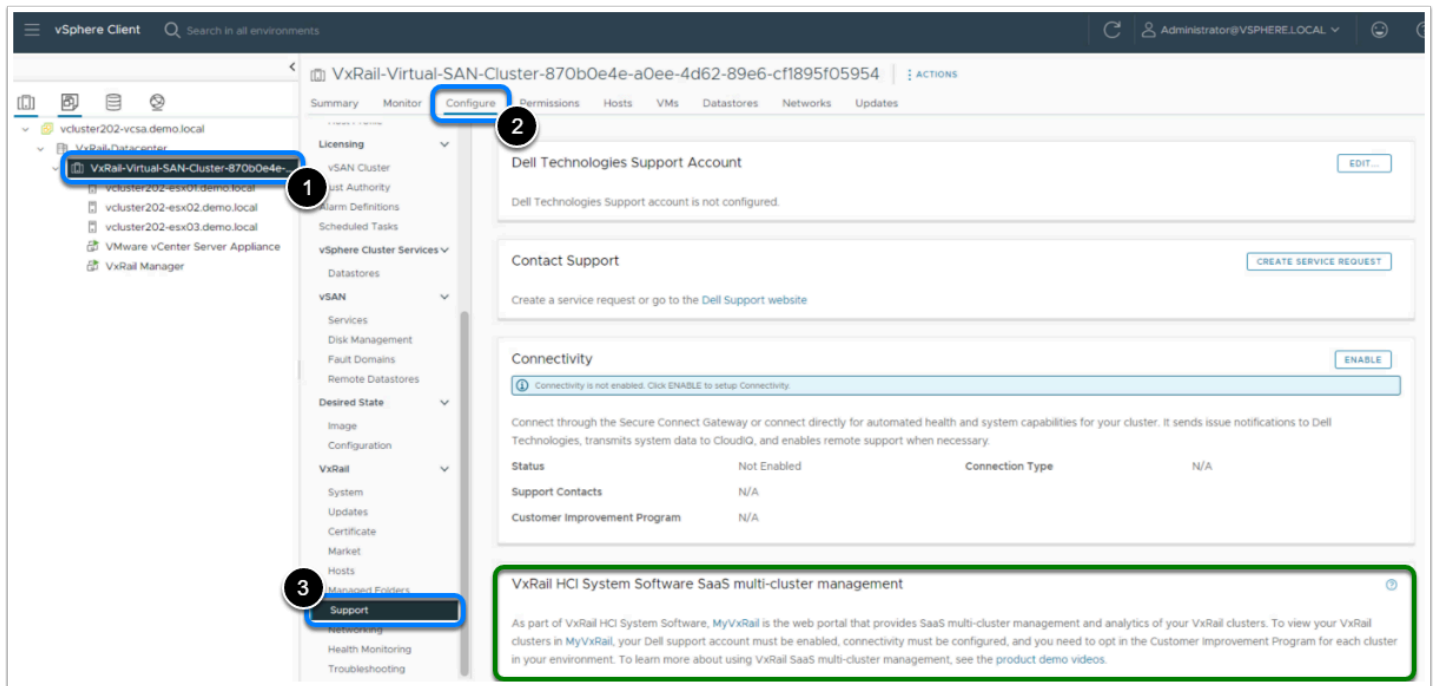 vSphere Client
Search in all environments
Administrator@VSPHERE.LOCAL
VxRail-Virtual-SAN-Cluster-870b0e4e-a0ee-4d62-89e6-cf1895f05954
ACTIONS
Summary Monitor Configure Permissions Hosts VMs Datastores Networks Updates
2
vcluster202-vcsa.demo.local
VxRail-Datacenter
VxRail-Virtual-SAN-Cluster-870b0e4e-...
1
vcluster202-esx01.demo.local
vcluster202-esx02.demo.local
vcluster202-esx03.demo.local
VMware vCenter Server Appliance
VxRail Manager
Licensing
vSAN Cluster
Trust Authority
Alarm Definitions
Scheduled Tasks
vSphere Cluster Services
Datastores
vSAN
Services
Disk Management
Fault Domains
Remote Datastores
Desired State
Image
Configuration
VxRail
System
Updates
Certificate
Market
Hosts
3
Managed Folders
Support
Networking
Health Monitoring
Troubleshooting
Dell Technologies Support Account
EDIT...
Dell Technologies Support account is not configured.
Contact Support
CREATE SERVICE REQUEST
Create a service request or go to the Dell Support website
Connectivity
ENABLE
Connectivity is not enabled. Click ENABLE to setup Connectivity.
Connect through the Secure Connect Gateway or connect directly for automated health and system capabilities for your cluster. It sends issue notifications to Dell
Technologies, transmits system data to CloudIQ, and enables remote support when necessary.
Status Not Enabled Connection Type N/A
Support Contacts N/A
Customer Improvement Program N/A
VxRail HCI System Software SaaS multi-cluster management
As part of VxRail HCI System Software, MyVxRail is the web portal that provides SaaS multi-cluster management and analytics of your VxRail clusters. To view your VxRail
clusters in MyVxRail, your Dell support account must be enabled, connectivity must be configured, and you need to opt in the Customer Improvement Program for each cluster
in your environment. To learn more about using VxRail SaaS multi-cluster management, see the product demo videos.